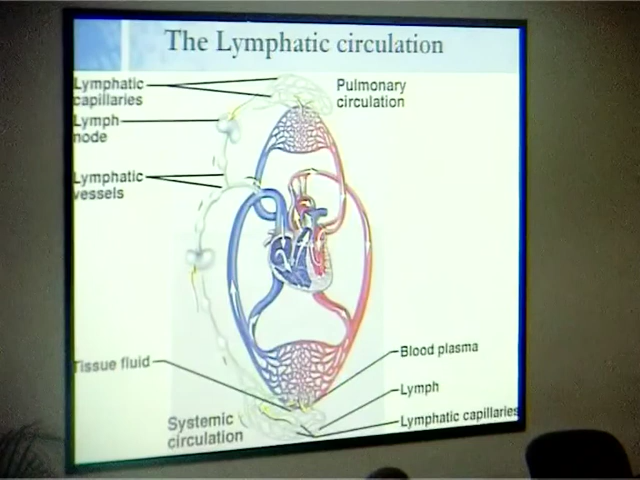 The Lymphatic circulation
Lymphatic
capillaries
Pulmonary
circulation
Lymph
node
Lymphatic
vessels
Tissue fluid
Blood plasma
Lymph
Systemic
circulation
Lymphatic capillaries